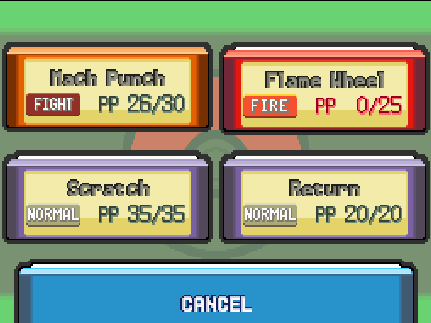 Mach Punch
FIGHT PP 26/30
Flame Wheel
FIRE PP 0/25
Scratch
NORMAL PP 35/35
Return
NORMAL PP 20/20
CANCEL